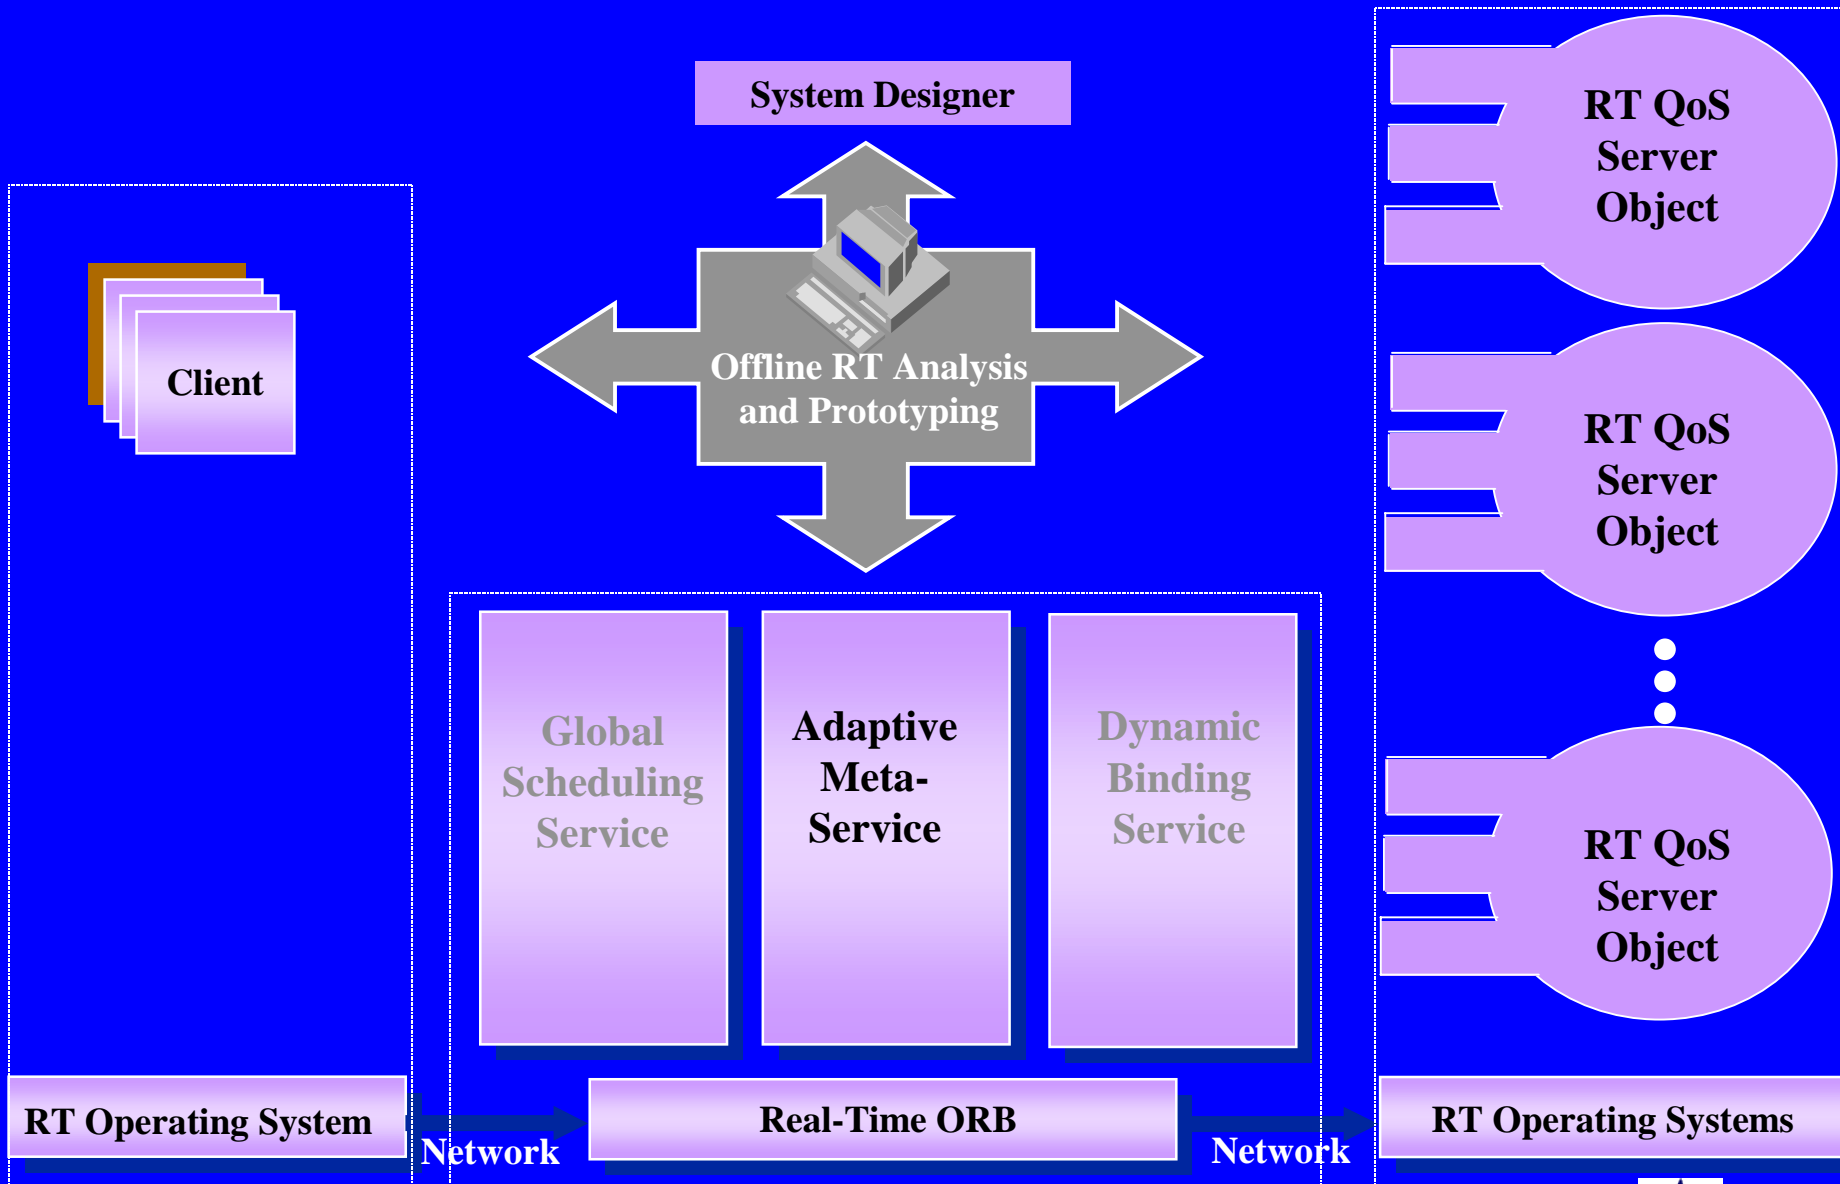 System Designer
RT QoS
Server
Object
Client
Offline RT Analysis
and Prototyping
RT QoS
Server
Object
Global
Scheduling
Service
Adaptive
Meta-
Service
Dynamic
Binding
Service
RT QoS
Server
Object
RT Operating System
Network
Real-Time ORB
Network
RT Operating Systems